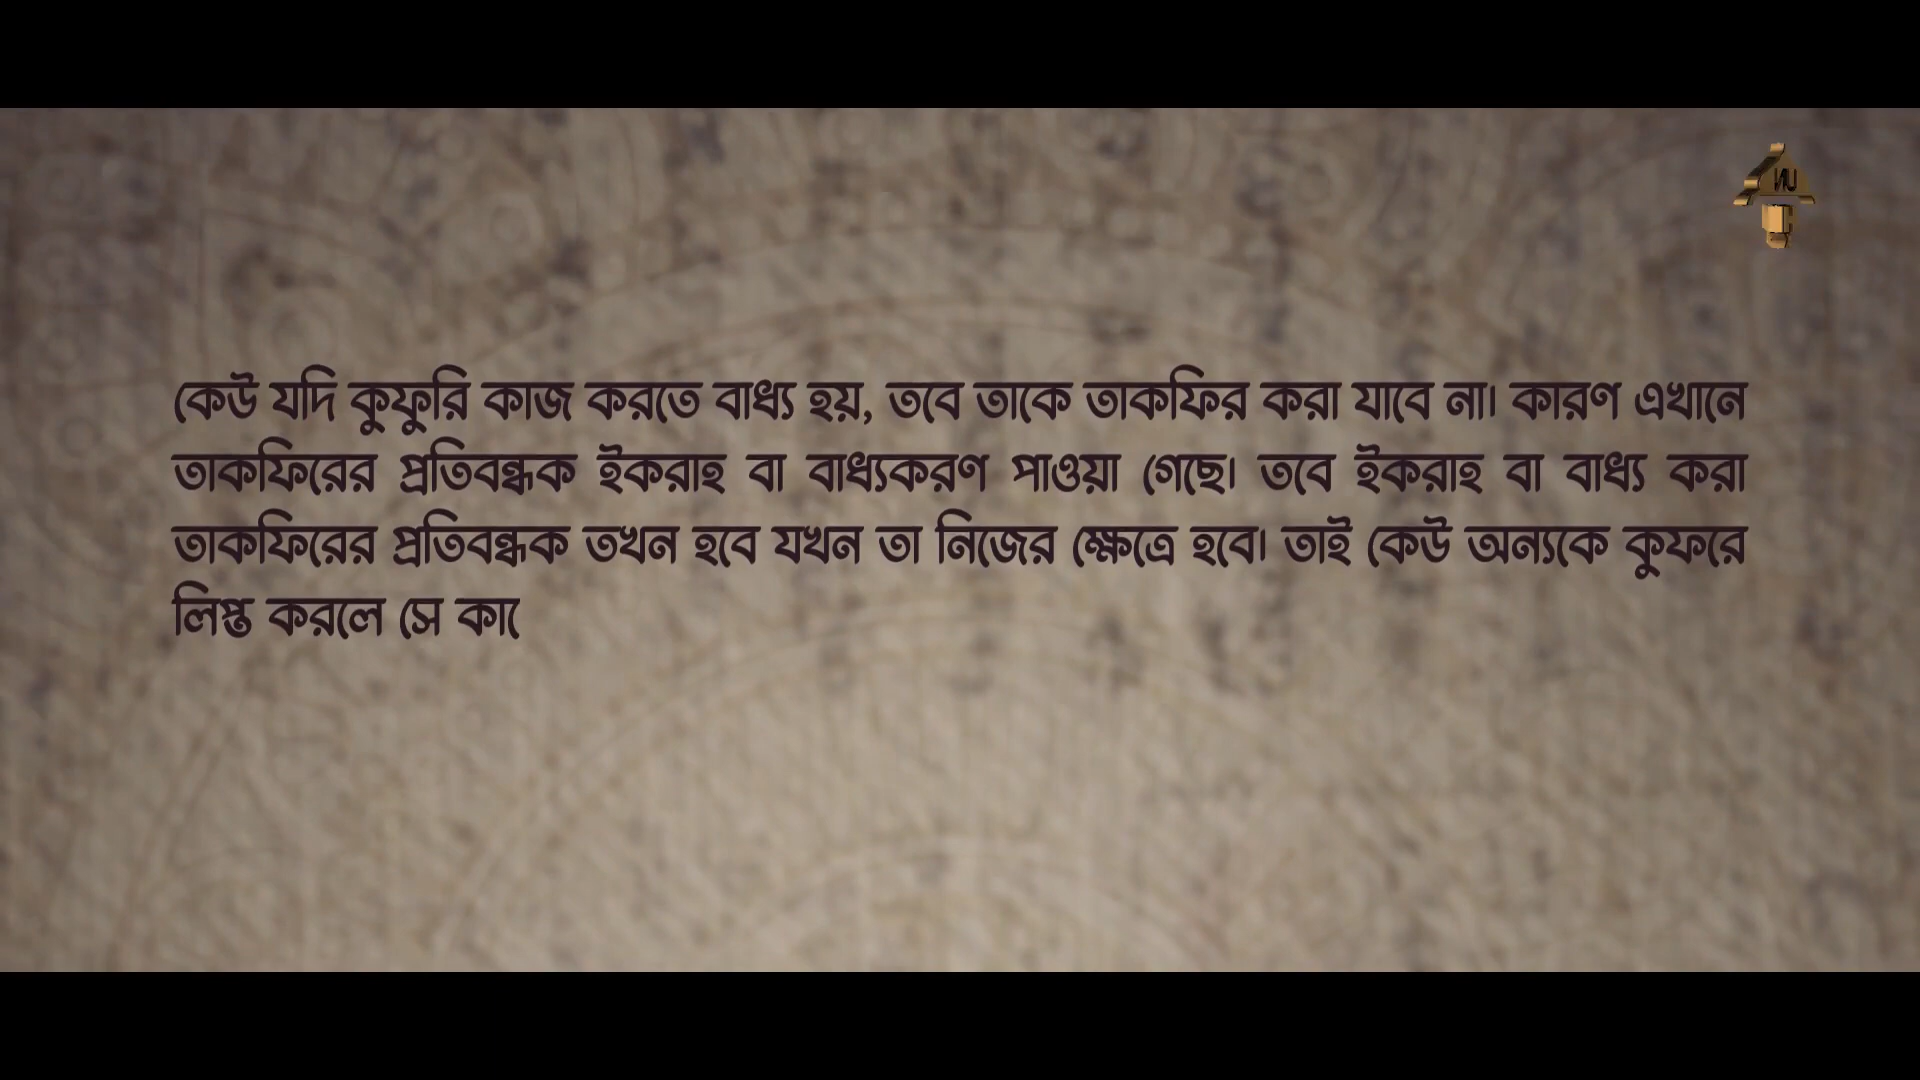 কেউ যদি কুফুরি কাজ করতে বাধ্য হয়, তবে তাকে তাকফির করা যাবে না। কারণ এখানে
তাকফিরের প্রতিবন্ধক ইকরাহ বা বাধ্যকরণ পাওয়া গেছে। তবে ইকরাহ বা বাধ্য করা
তাকফিরের প্রতিবন্ধক তখন হবে যখন তা নিজের ক্ষেত্রে হবে। তাই কেউ অন্যকে কুফরে
লিপ্ত করলে সে